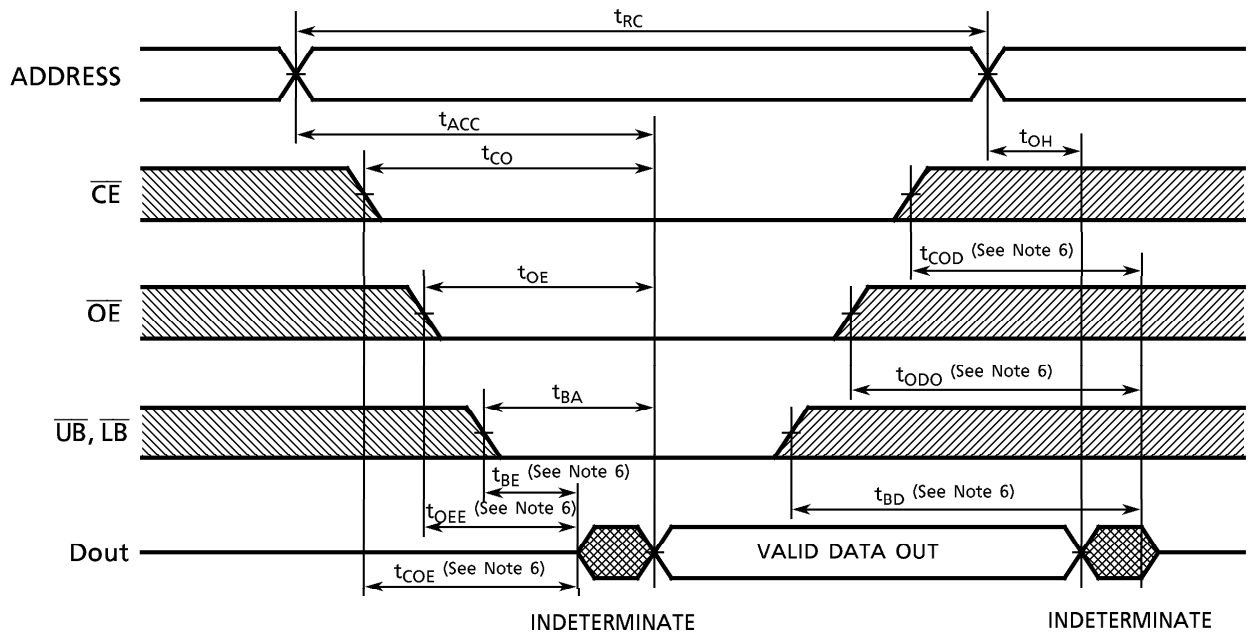 tRC
ADDRESS
tACC
tOH
tCO
CE
tCOD (See Note 6)
tOE
OE
tODO (See Note 6)
tBA
UB, LB
tBE (See Note 6)
tBD (See Note 6)
tOEE (See Note 6)
Dout
VALID DATA OUT
tCOE (See Note 6)
INDETERMINATE
INDETERMINATE